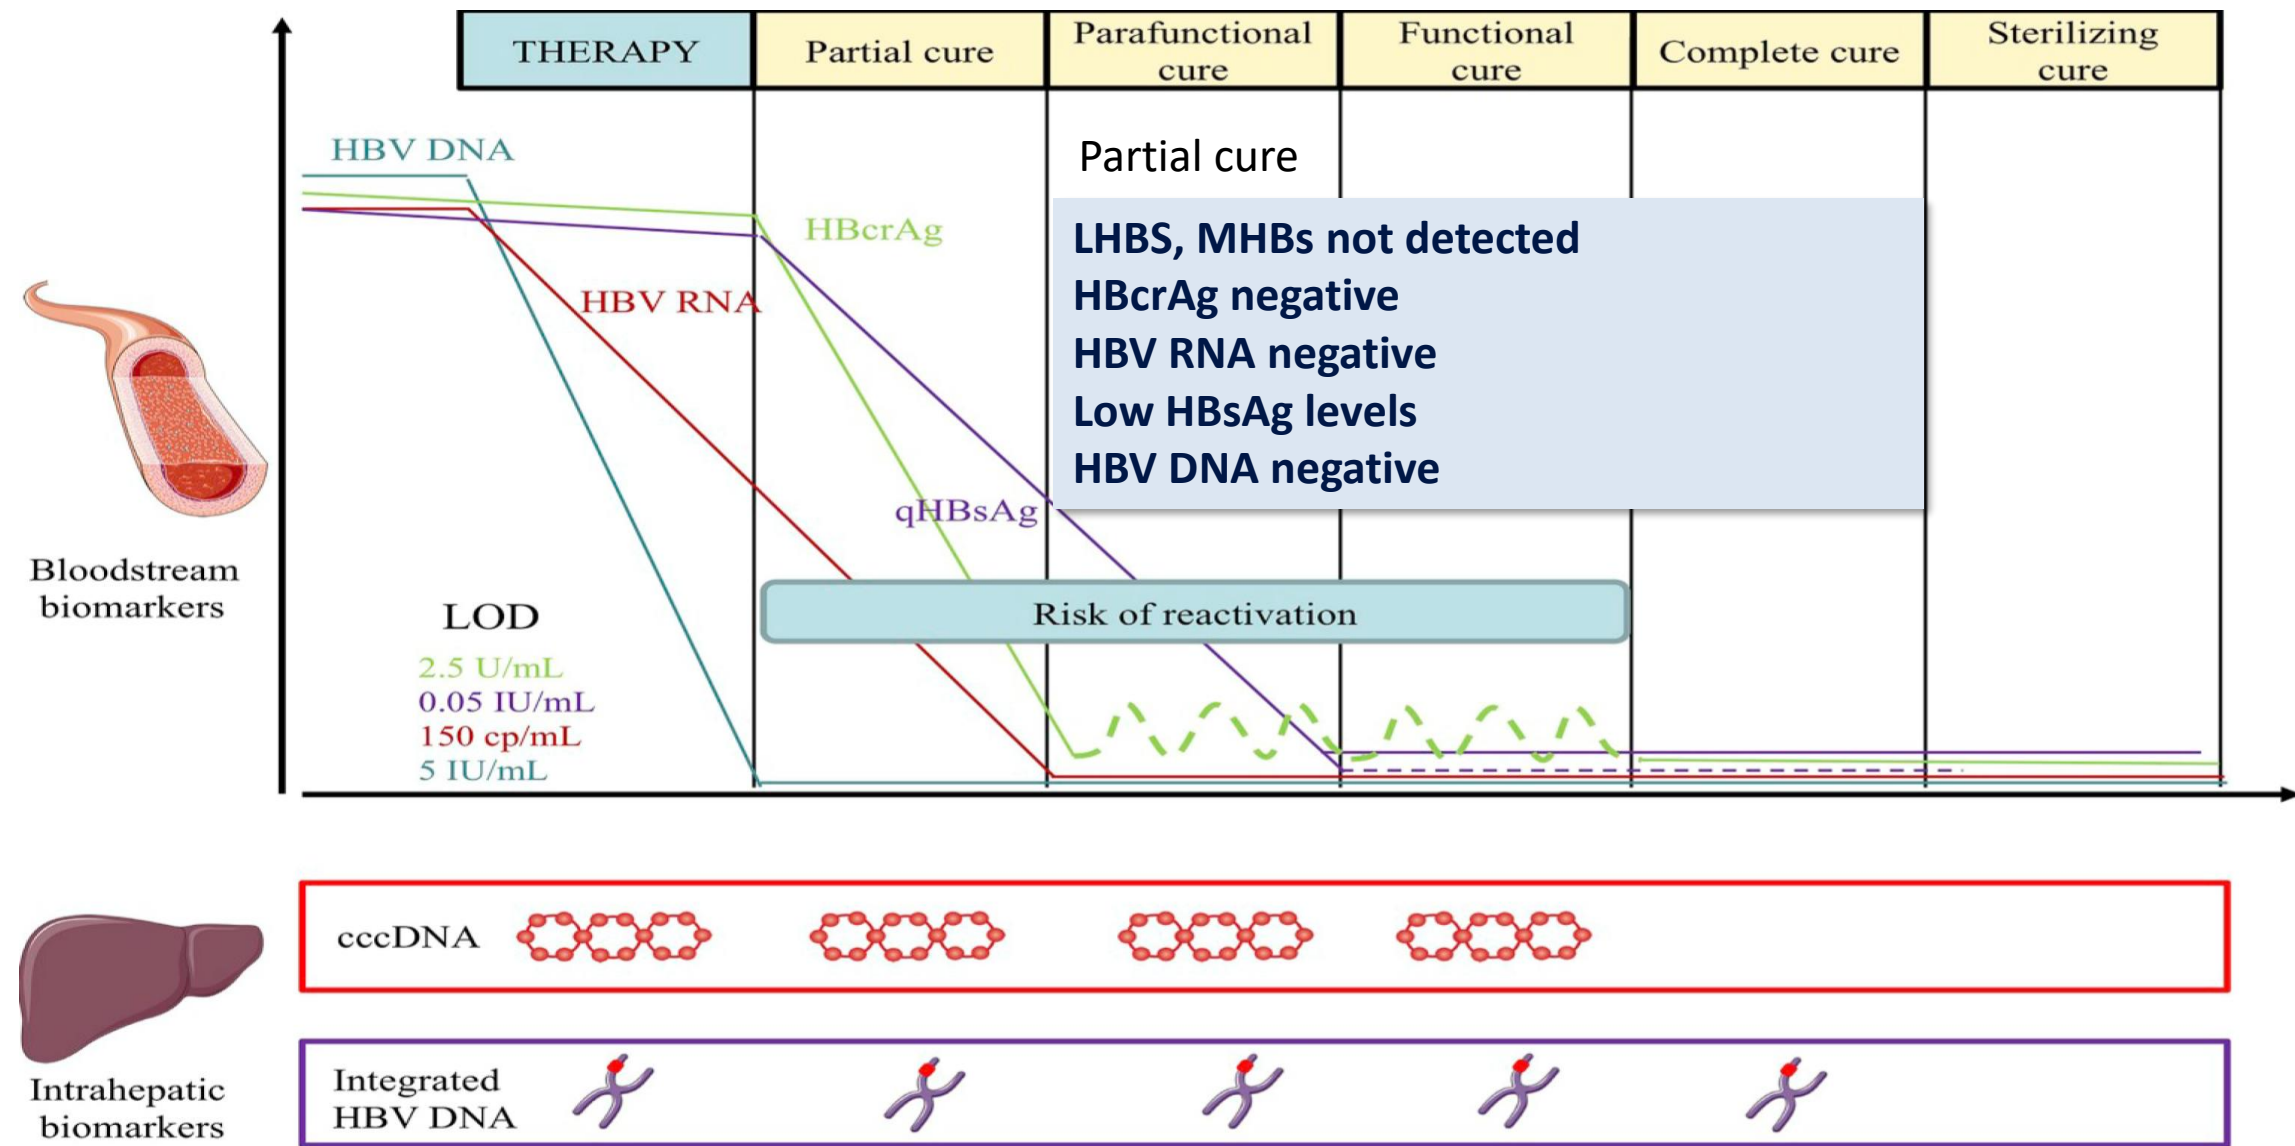 THERAPY
Partial cure
Parafunctional
cure
Functional
cure
Complete cure
Sterilizing
cure
HBV DNA
Partial cure
HBcrAg
LHBS, MHBs not detected
HBcrAg negative
HBV RNA
HBV RNA negative
Low HBsAg levels
HBV DNA negative
qHBsAg
Bloodstream
biomarkers
Risk of reactivation
LOD
2.5 U/mL
0.05 IU/mL
150 cp/mL
5 IU/mL
cccDNA
Intrahepatic
biomarkers
Integrated
HBV DNA